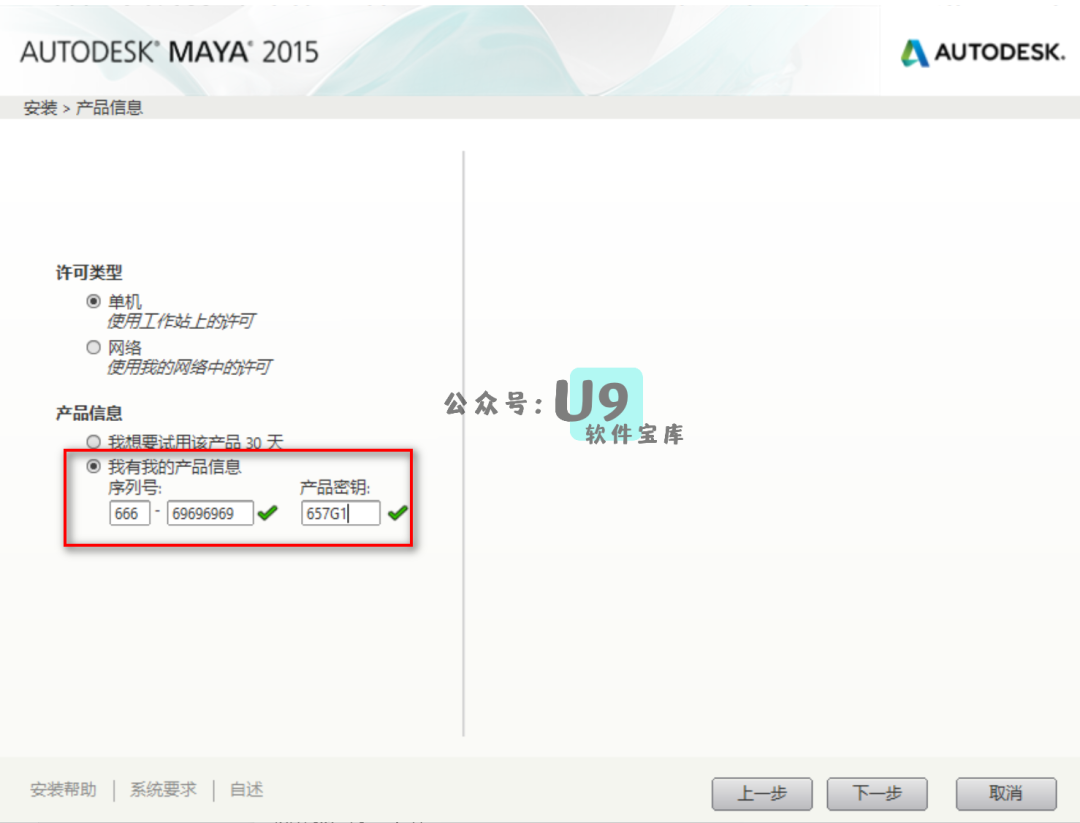 AUTODESK® MAYA® 2015
AUTODESK.
安装 > 产品信息
许可类型
单机
使用工作站上的许可
网络
使用我的网络中的许可
公众号: U9
软件宝库
产品信息
我想要试用该产品 30 天
我有我的产品信息
序列号: 产品密钥:
666 - 69696969 657G1
安装帮助 | 系统要求 | 自述
上一步 下一步 取消